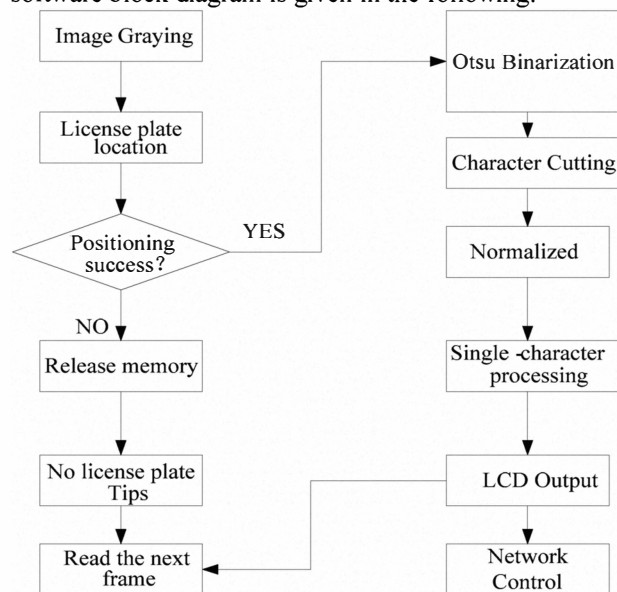 software block diagram is given in the following:
Image Graying
License plate
location
Positioning
success?
YES
NO
Release memory
No license plate
Tips
Read the next
frame
Otsu Binarization
Character Cutting
Normalized
Single -character
processing
LCD Output
Network
Control